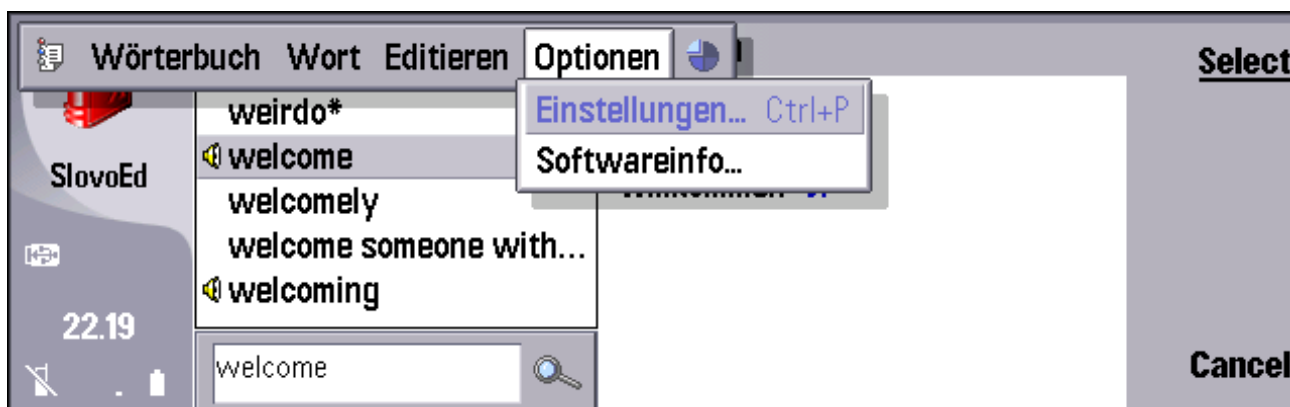 Wörterbuch Wort Editieren Optionen
Select
Einstellungen... Ctrl+P
Softwareinfo...
SlovoEd
weirdo*
welcome
welcomely
welcome someone with...
welcoming
22.19
welcome
Cancel